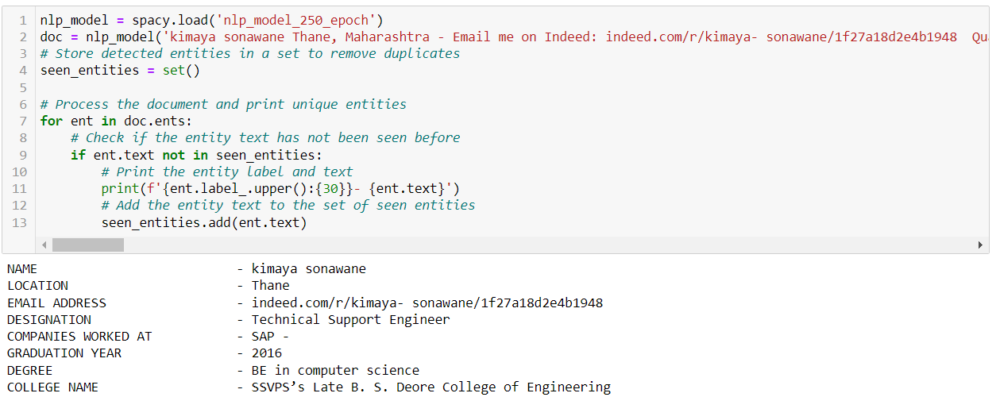 1 nlp_model = spacy.load('nlp_model_250_epoch')
2 doc = nlp_model('kimaya sonawane Thane, Maharashtra - Email me on Indeed: indeed.com/r/kimaya- sonawane/1f27a18d2e4b1948  Qu
3 # Store detected entities in a set to remove duplicates
4 seen_entities = set()
5
6 # Process the document and print unique entities
7 for ent in doc.ents:
8     # Check if the entity text has not been seen before
9     if ent.text not in seen_entities:
10         # Print the entity label and text
11         print(f'{ent.label_.upper():{30}}- {ent.text}')
12         # Add the entity text to the set of seen entities
13         seen_entities.add(ent.text)
NAME                          - kimaya sonawane
LOCATION                      - Thane
EMAIL ADDRESS                 - indeed.com/r/kimaya- sonawane/1f27a18d2e4b1948
DESIGNATION                   - Technical Support Engineer
COMPANIES WORKED AT           - SAP -
GRADUATION YEAR               - 2016
DEGREE                        - BE in computer science
COLLEGE NAME                  - SSVPS’s Late B. S. Deore College of Engineering